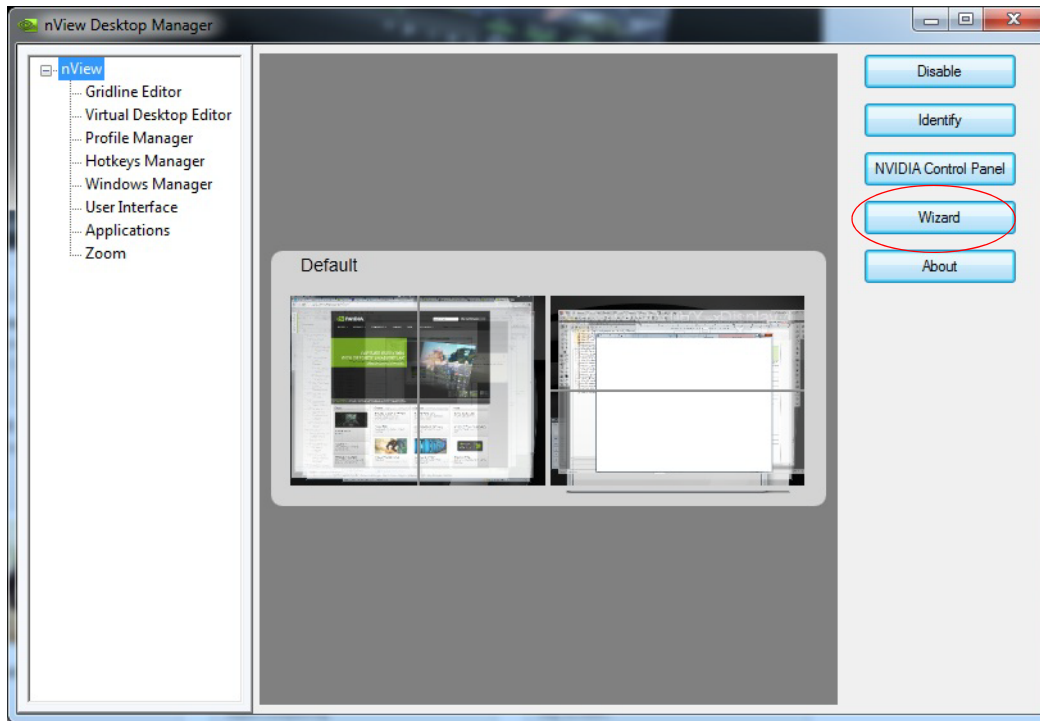 nView Desktop Manager
nView
Gridline Editor
Virtual Desktop Editor
Profile Manager
Hotkeys Manager
Windows Manager
User Interface
Applications
Zoom
Default
Disable
Identify
NVIDIA Control Panel
Wizard
About